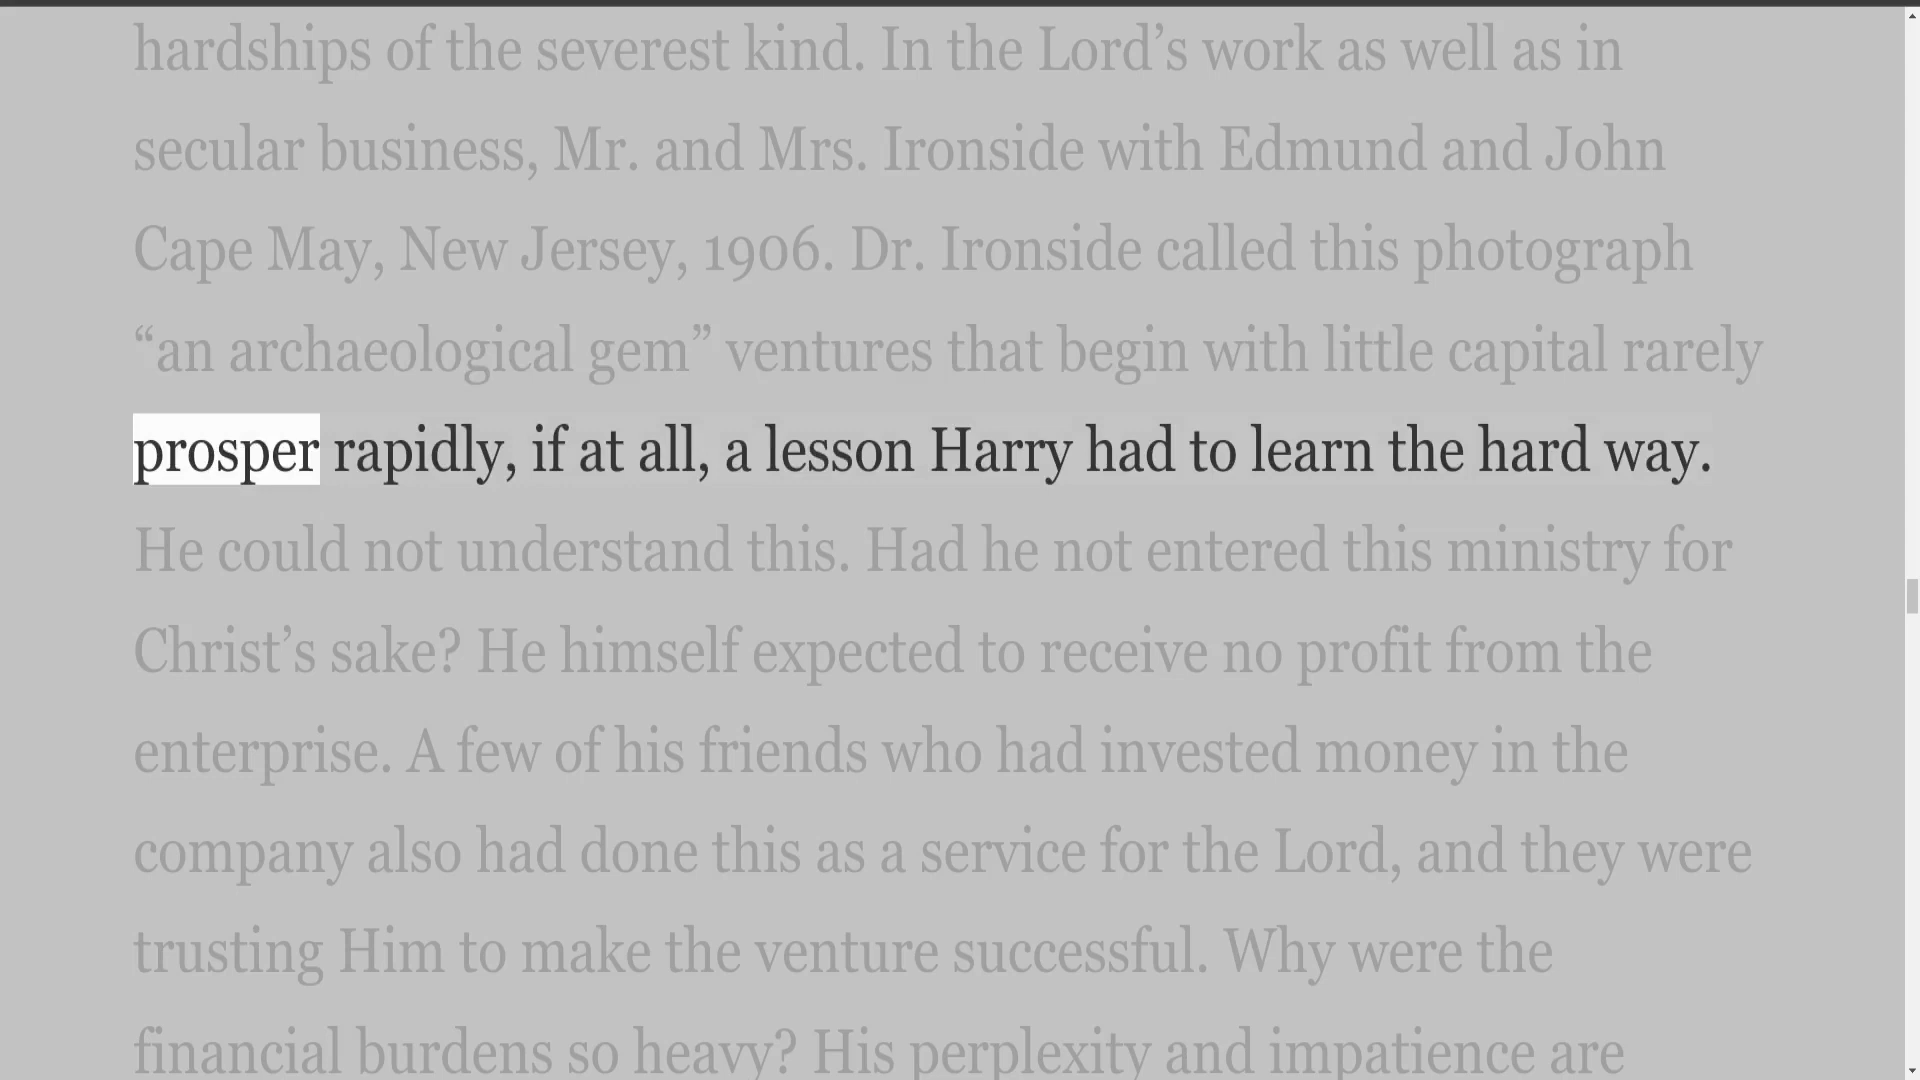 hardships of the severest kind. In the Lord’s work as well as in
secular business, Mr. and Mrs. Ironside with Edmund and John
Cape May, New Jersey, 1906. Dr. Ironside called this photograph
“an archaeological gem” ventures that begin with little capital rarely
prosper rapidly, if at all, a lesson Harry had to learn the hard way.
He could not understand this. Had he not entered this ministry for
Christ’s sake? He himself expected to receive no profit from the
enterprise. A few of his friends who had invested money in the
company also had done this as a service for the Lord, and they were
trusting Him to make the venture successful. Why were the
financial burdens so heavy? His perplexity and impatience are